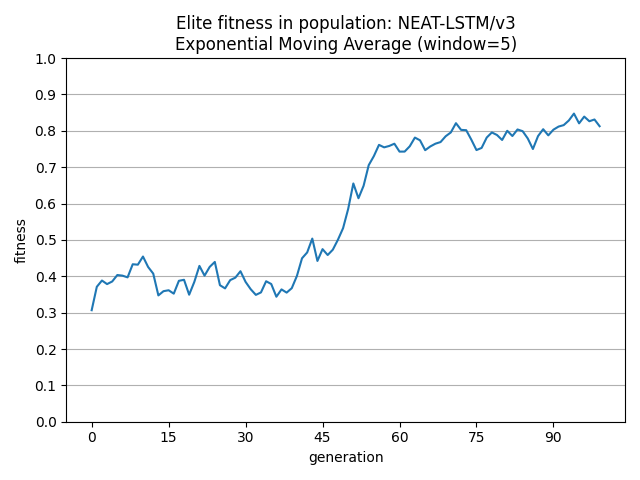 Elite fitness in population: NEAT-LSTM/v3
Exponential Moving Average (window=5)
1.0
0.9
0.8
0.7
0.6
0.5
0.4
0.3
0.2
0.1
0.0
fitness
0 15 30 45 60 75 90
generation